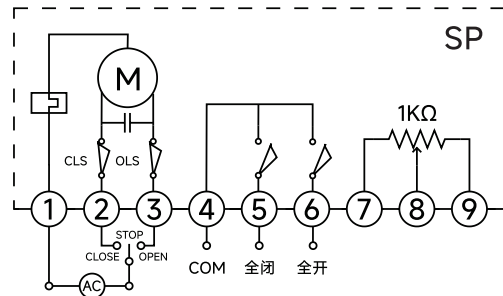 SP
M
1KΩ
CLS OLS
1 2 3 4 5 6 7 8 9
STOP
CLOSE OPEN
COM 全闭 全开
AC